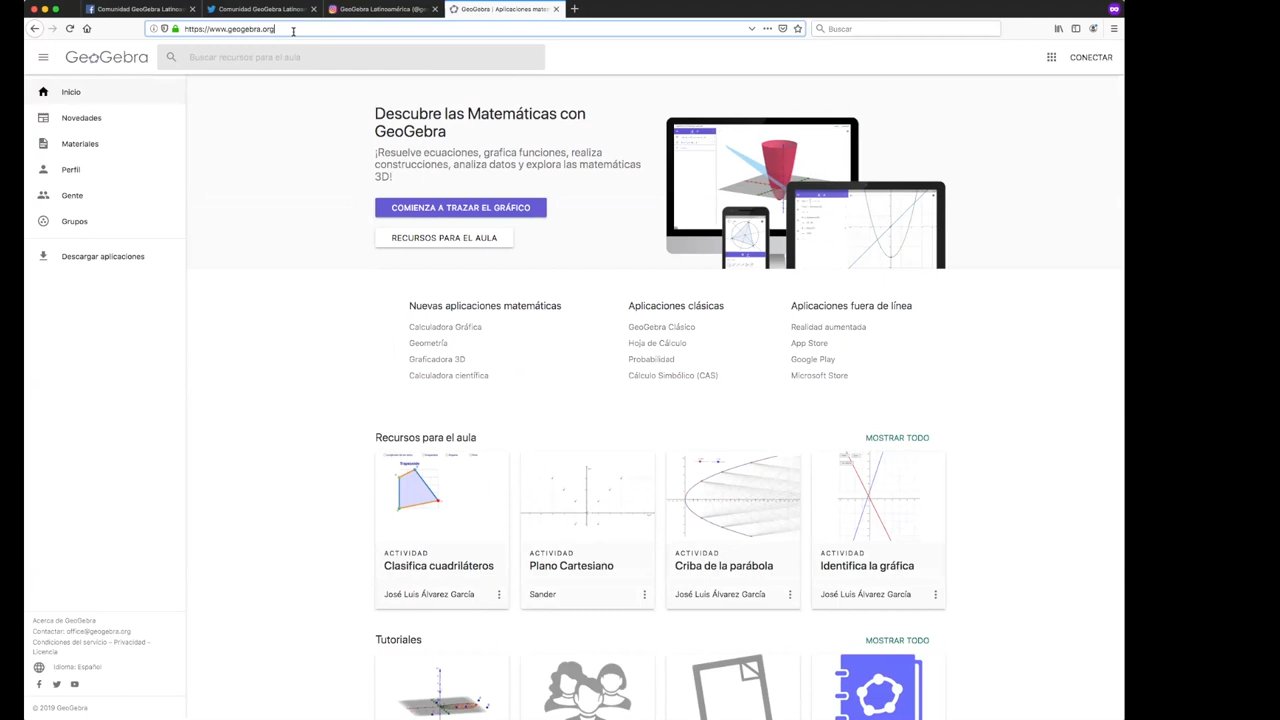 Comunidad GeoGebra Latinos
Comunidad GeoGebra Latinos
GeoGebra Latinoamérica (@ge
GeoGebra | Aplicaciones mate
https://www.geogebra.org
Buscar
GeoGebra
Buscar recursos para el aula
CONECTAR
Inicio
Novedades
Materiales
Perfil
Gente
Grupos
Descargar aplicaciones
Descubre las Matemáticas con
GeoGebra
¡Resuelve ecuaciones, grafica funciones, realiza
construcciones, analiza datos y explora las matemáticas
3D!
COMIENZA A TRAZAR EL GRÁFICO
RECURSOS PARA EL AULA
Nuevas aplicaciones matemáticas
Calculadora Gráfica
Geometría
Graficadora 3D
Calculadora científica
Aplicaciones clásicas
GeoGebra Clásico
Hoja de Cálculo
Probabilidad
Cálculo Simbólico (CAS)
Aplicaciones fuera de línea
Realidad aumentada
App Store
Google Play
Microsoft Store
Recursos para el aula
MOSTRAR TODO
Trapezoide
ACTIVIDAD
Clasifica cuadriláteros
José Luis Álvarez García
ACTIVIDAD
Plano Cartesiano
Sander
ACTIVIDAD
Criba de la parábola
José Luis Álvarez García
ACTIVIDAD
Identifica la gráfica
José Luis Álvarez García
Tutoriales
MOSTRAR TODO
Acerca de GeoGebra
Contactar: office@geogebra.org
Condiciones del servicio – Privacidad –
Licencia
Idioma: Español
© 2019 GeoGebra